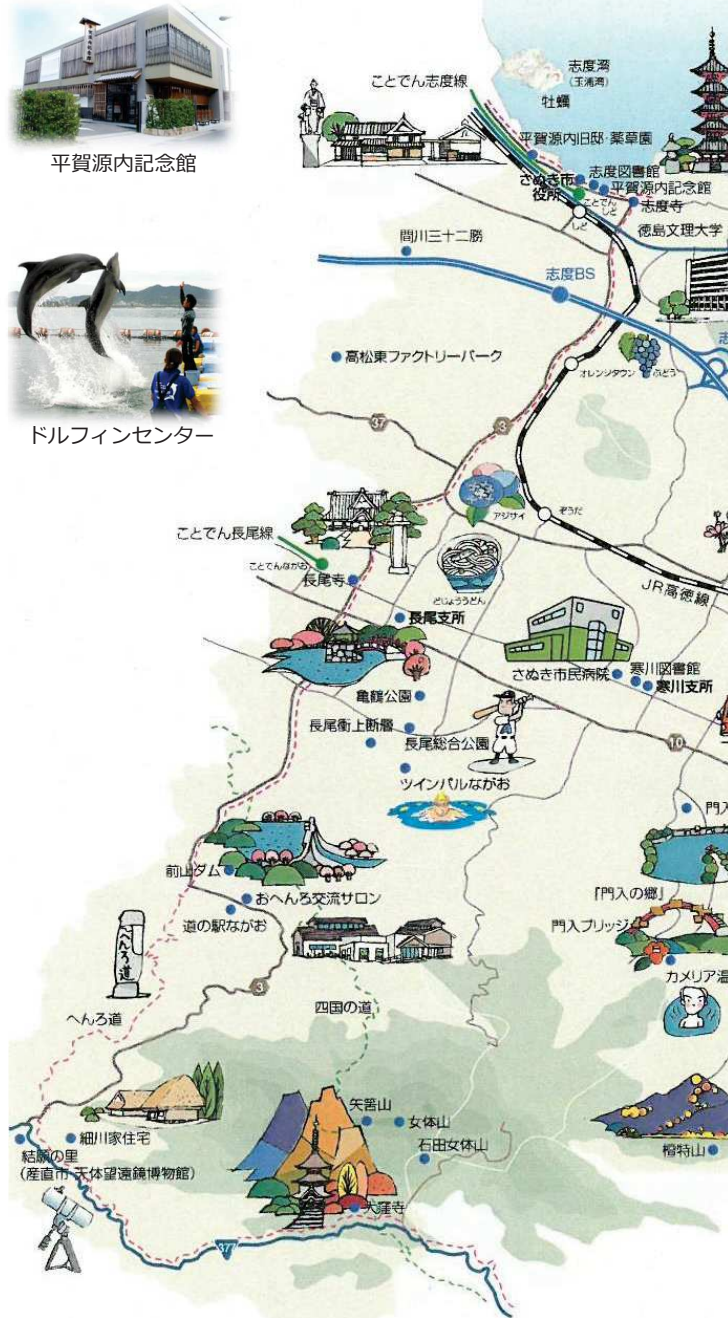 平賀源内記念館
ドルフィンセンター
ことでん志度線
志度湾
(玉浦湾)
牡蠣
平賀源内旧邸・薬草園
志度図書館
さぬき市
役所
平賀源内記念館
ことでん
しど
志度寺
しど
徳島文理大学
間川三十二勝
志度BS
志
高松東ファクトリーパーク
オレンジタウン
ぶどう
37
3
アジサイ
ぞうだ
ことでん長尾線
ことでんながお
長尾寺
どじょううどん
JR高徳線
長尾支所
さぬき市民病院
寒川図書館
寒川支所
亀鶴公園
長尾衝上断層
長尾総合公園
10
ツインパルながお
門入
前山ダム
おへんろ交流サロン
道の駅ながお
「門入の郷」
門入ブリッジ
へんろ道
カメリア温
3
へんろ道
四国の道
矢筈山
女体山
石田女体山
細川家住宅
結願の里
(産直市・天体望遠鏡博物館)
檀特山
大窪寺
377